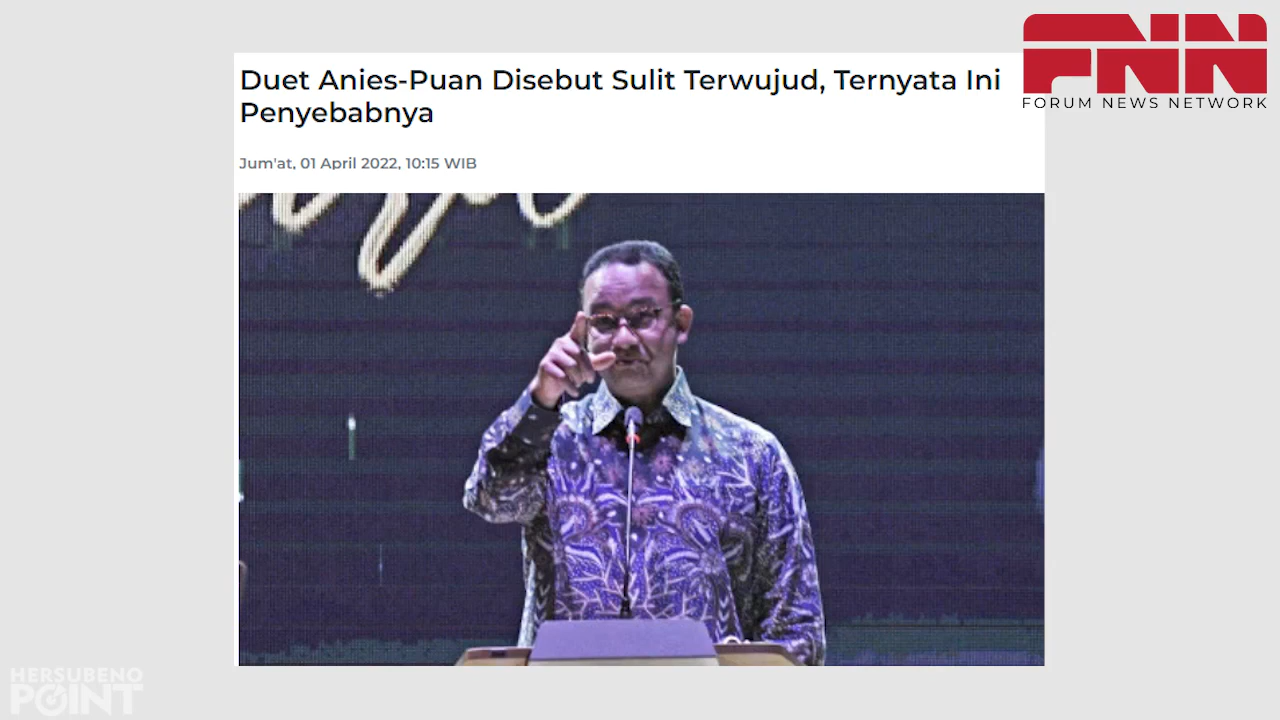 FNN
FORUM NEWS NETWORK
Duet Anies-Puan Disebut Sulit Terwujud, Ternyata Ini
Penyebabnya
Jum'at, 01 April 2022, 10:15 WIB
HERSUBENO
POINT